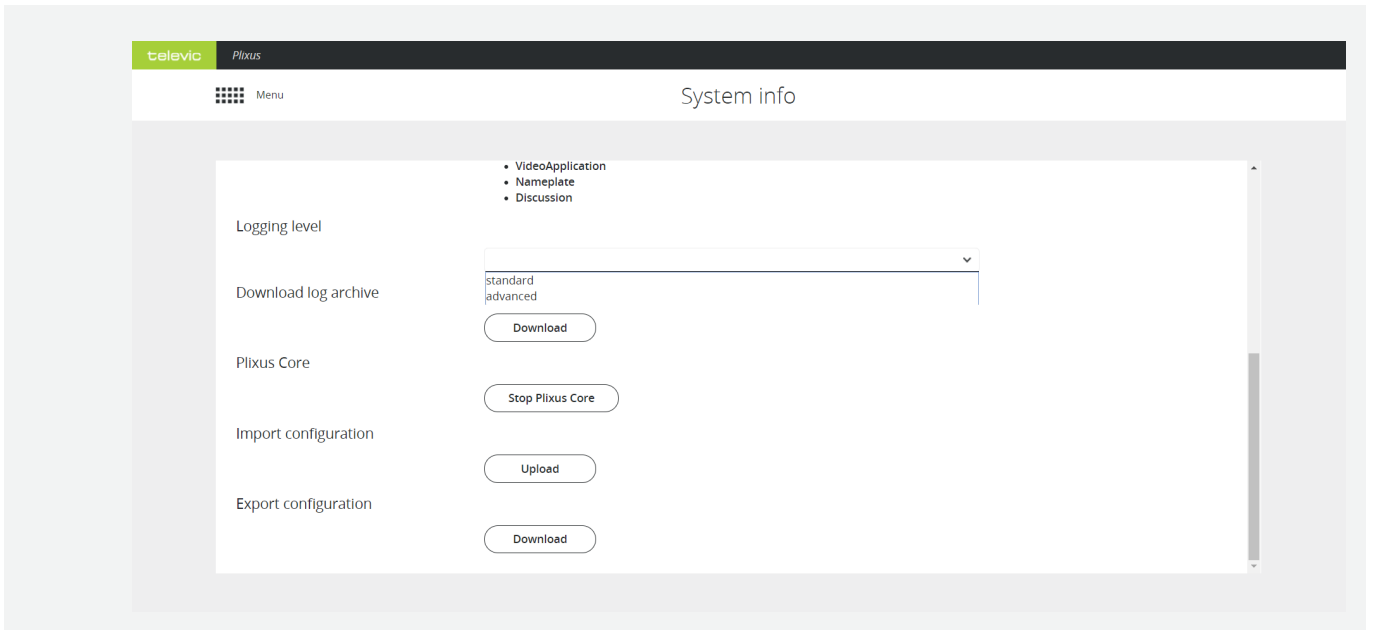 televic Plixus
Menu
System info
• VideoApplication
• Nameplate
• Discussion
Logging level
standard
advanced
Download log archive
Download
Plixus Core
Stop Plixus Core
Import configuration
Upload
Export configuration
Download